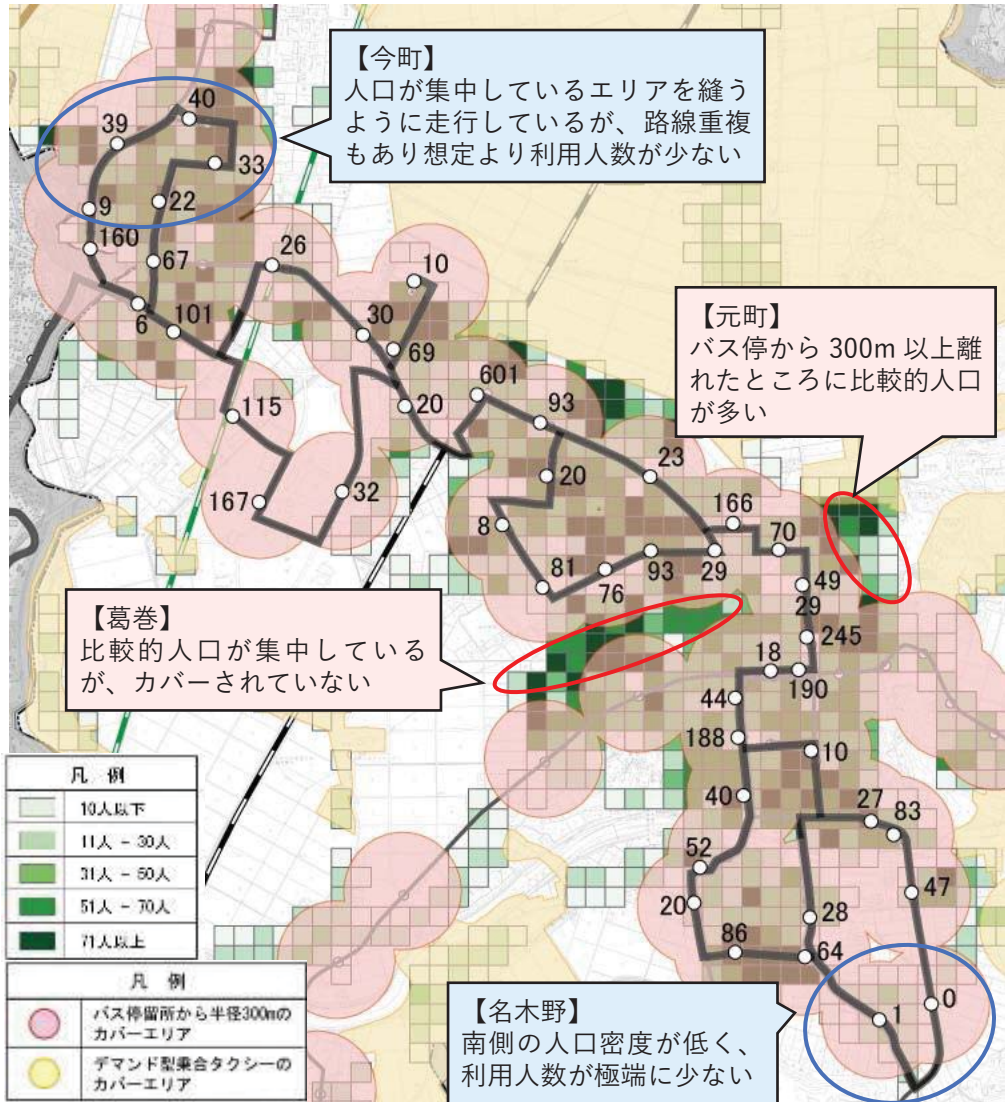 【今町】
人口が集中しているエリアを縫う
ように走行しているが、路線重複
もあり想定より利用人数が少ない
40
39
33
22
9
160
67
26
10
6
101
30
69
【元町】
バス停から 300m 以上離
れたところに比較的人口
が多い
601
93
115
20
20
23
167
32
8
166
70
81
76
93
29
49
29
【葛巻】
比較的人口が集中している
が、カバーされていない
245
18
190
44
188
10
40
27
83
52
47
20
28
86
64
0
1
凡 例
10人以下
11人 - 30人
31人 - 50人
51人 - 70人
71人以上
凡 例
バス停留所から半径300mの
カバーエリア
デマンド型乗合タクシーの
カバーエリア
【名木野】
南側の人口密度が低く、
利用人数が極端に少ない